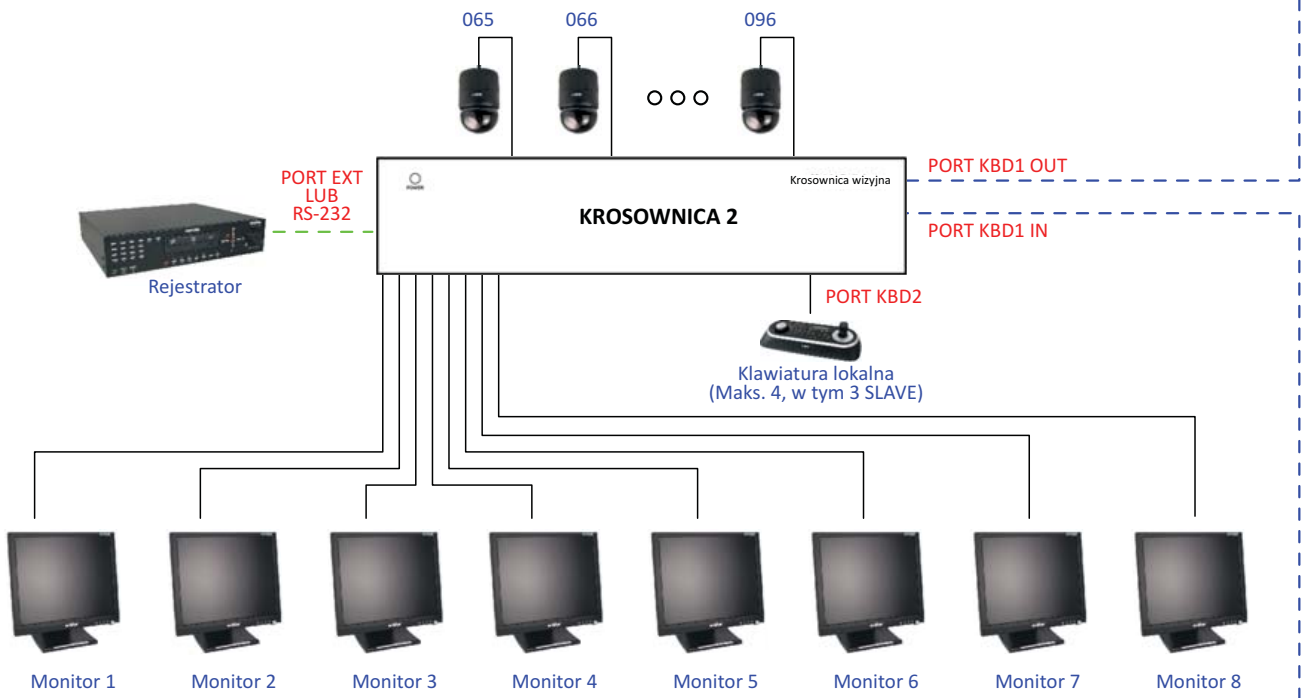 065
066
096
PORT EXT
LUB
RS-232
POWER
Krosownica wizyjna
KROSOWNICA 2
PORT KBD1 OUT
PORT KBD1 IN
Rejestrator
PORT KBD2
Klawiatura lokalna
(Maks. 4, w tym 3 SLAVE)
Monitor 1
Monitor 2
Monitor 3
Monitor 4
Monitor 5
Monitor 6
Monitor 7
Monitor 8